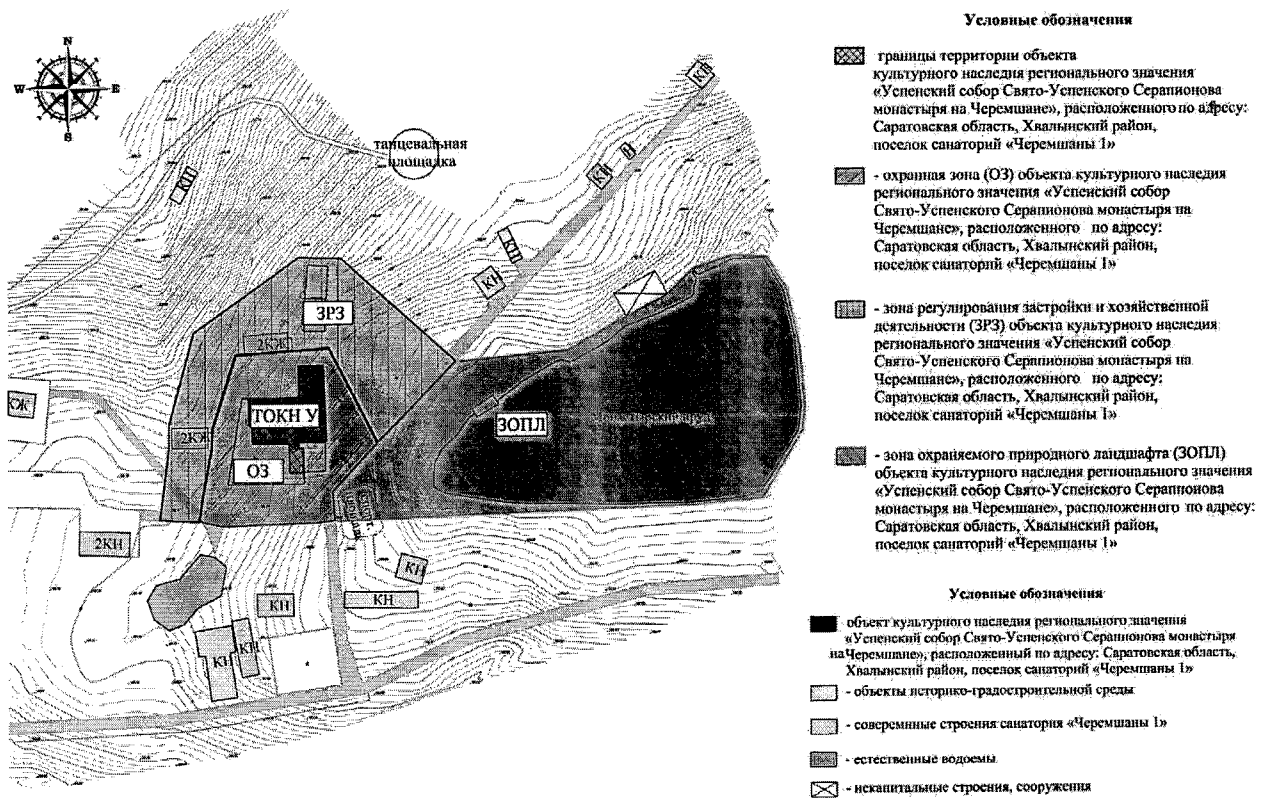 N
W
E
S
танцевальная
площадка
КН
КН
Н
КН
КН
КН
ЗРЗ
2КЖ
КЖ
ТОКН У
2КЖ
ОЗ
ЗОПЛ
2КН
КН
КН
КН
КН
КН
Условные обозначения
границы территории объекта
культурного наследия регионального значения
«Успенский собор Свято-Успенского Серапионова
монастыря на Черемшане», расположенного по адресу:
Саратовская область, Хвалынский район,
поселок санаторий «Черемшаны 1»
- охранная зона (ОЗ) объекта культурного наследия
регионального значения «Успенский собор
Свято-Успенского Серапионова монастыря на
Черемшане», расположенного по адресу:
Саратовская область, Хвалынский район,
поселок санаторий «Черемшаны 1»
- зона регулирования застройки и хозяйственной
деятельности (ЗРЗ) объекта культурного наследия
регионального значения «Успенский собор
Свято-Успенского Серапионова монастыря на
Черемшане», расположенного по адресу:
Саратовская область, Хвалынский район,
поселок санаторий «Черемшаны 1»
- зона охраняемого природного ландшафта (ЗОПЛ)
объекта культурного наследия регионального значения
«Успенский собор Свято-Успенского Серапионова
монастыря на Черемшане», расположенного по адресу:
Саратовская область, Хвалынский район,
поселок санаторий «Черемшаны 1»
Условные обозначения
объект культурного наследия регионального значения
«Успенский собор Свято-Успенского Серапионова монастыря
на Черемшане», расположенный по адресу: Саратовская область,
Хвалынский район, поселок санаторий «Черемшаны 1»
- объекты историко-градостроительной среды
- соверемнные строения санатория «Черемшаны 1»
- естественные водоемы
- некапитальные строения, сооружения